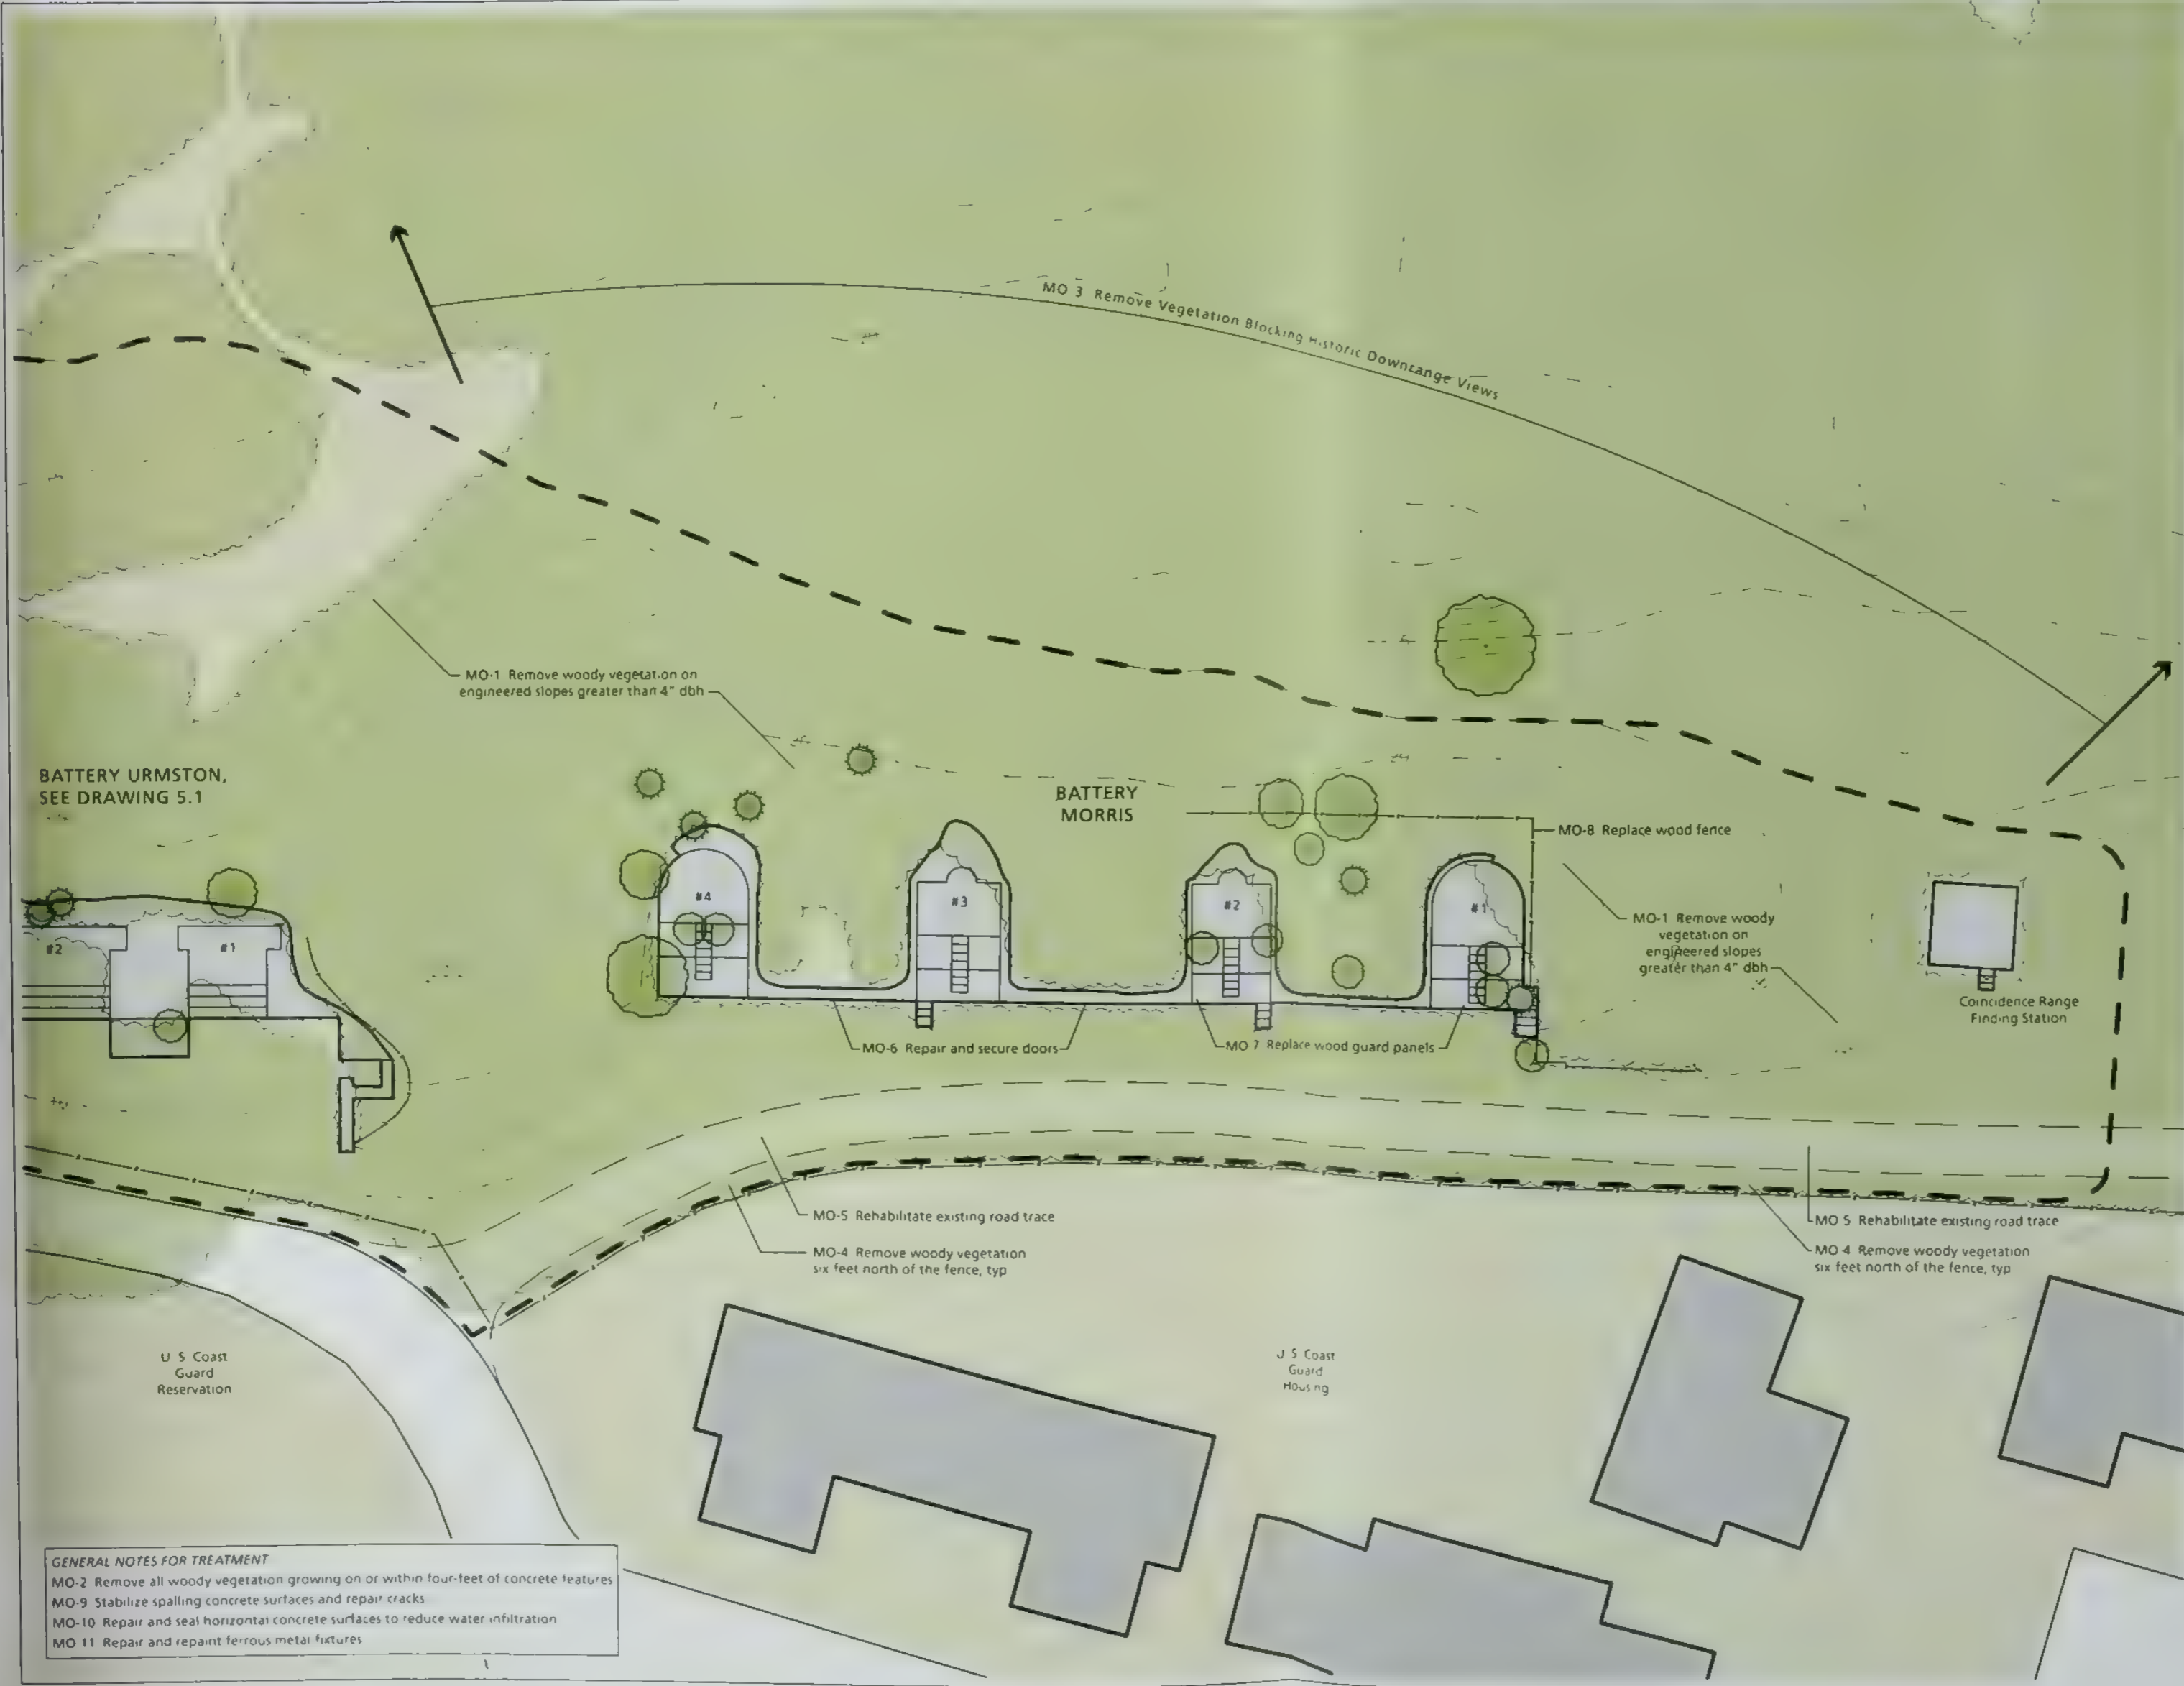 MO 3 Remove Vegetation Blocking Historic Downrange Views
MO-1 Remove woody vegetation on
engineered slopes greater than 4" dbh
BATTERY URMSTON,
SEE DRAWING 5.1
BATTERY
MORRIS
MO-8 Replace wood fence
#4
#3
#2
#1
#2
#1
MO-1 Remove woody
vegetation on
engineered slopes
greater than 4" dbh
Coincidence Range
Finding Station
MO-6 Repair and secure doors
MO 7 Replace wood guard panels
MO-5 Rehabilitate existing road trace
MO-4 Remove woody vegetation
six feet north of the fence, typ
MO 5 Rehabilitate existing road trace
MO 4 Remove woody vegetation
six feet north of the fence, typ
U S Coast
Guard
Reservation
U S Coast
Guard
Housing
GENERAL NOTES FOR TREATMENT
MO-2 Remove all woody vegetation growing on or within four-feet of concrete features
MO-9 Stabilize spalling concrete surfaces and repair cracks
MO-10 Repair and seal horizontal concrete surfaces to reduce water infiltration
MO 11 Repair and repaint ferrous metal fixtures